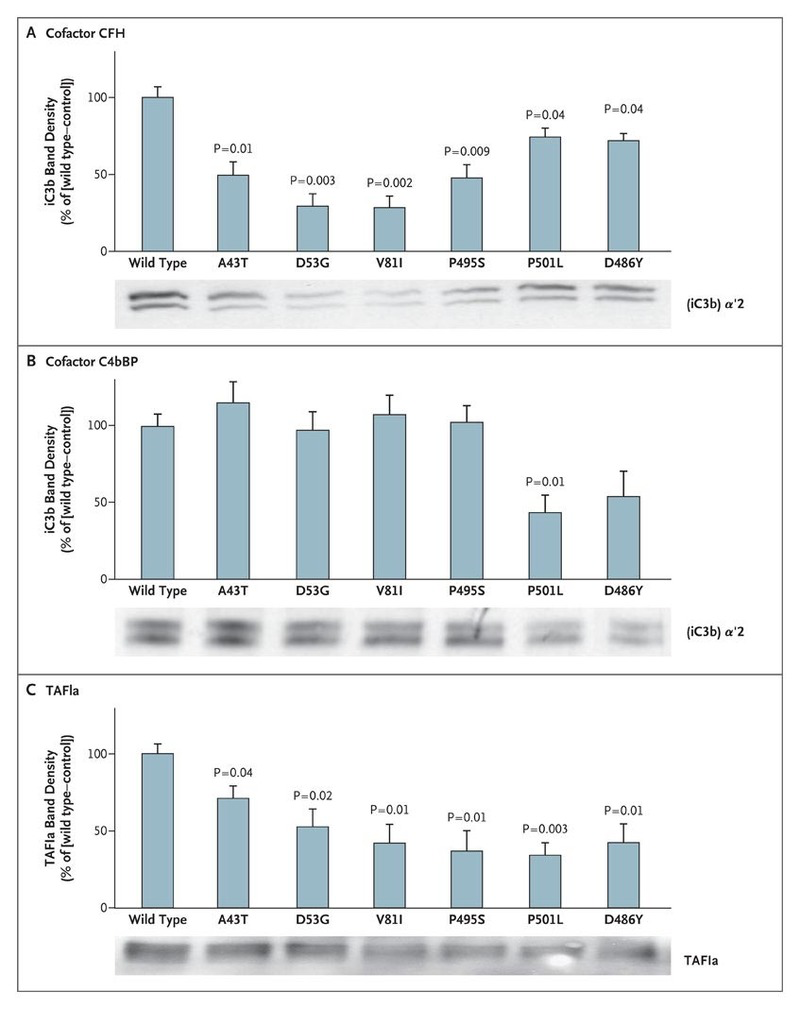 A Cofactor CFH
iC3b Band Density
(% of [wild type–control])
100
50
0
P=0.01
P=0.003
P=0.002
P=0.009
P=0.04
P=0.04
Wild Type A43T D53G V81I P495S P501L D486Y
(iC3b) α'2
B Cofactor C4bBP
iC3b Band Density
(% of [wild type–control])
100
50
0
P=0.01
Wild Type A43T D53G V81I P495S P501L D486Y
(iC3b) α'2
C TAFIa
TAFIa Band Density
(% of [wild type–control])
100
50
0
P=0.04
P=0.02
P=0.01
P=0.01
P=0.003
P=0.01
Wild Type A43T D53G V81I P495S P501L D486Y
TAFIa